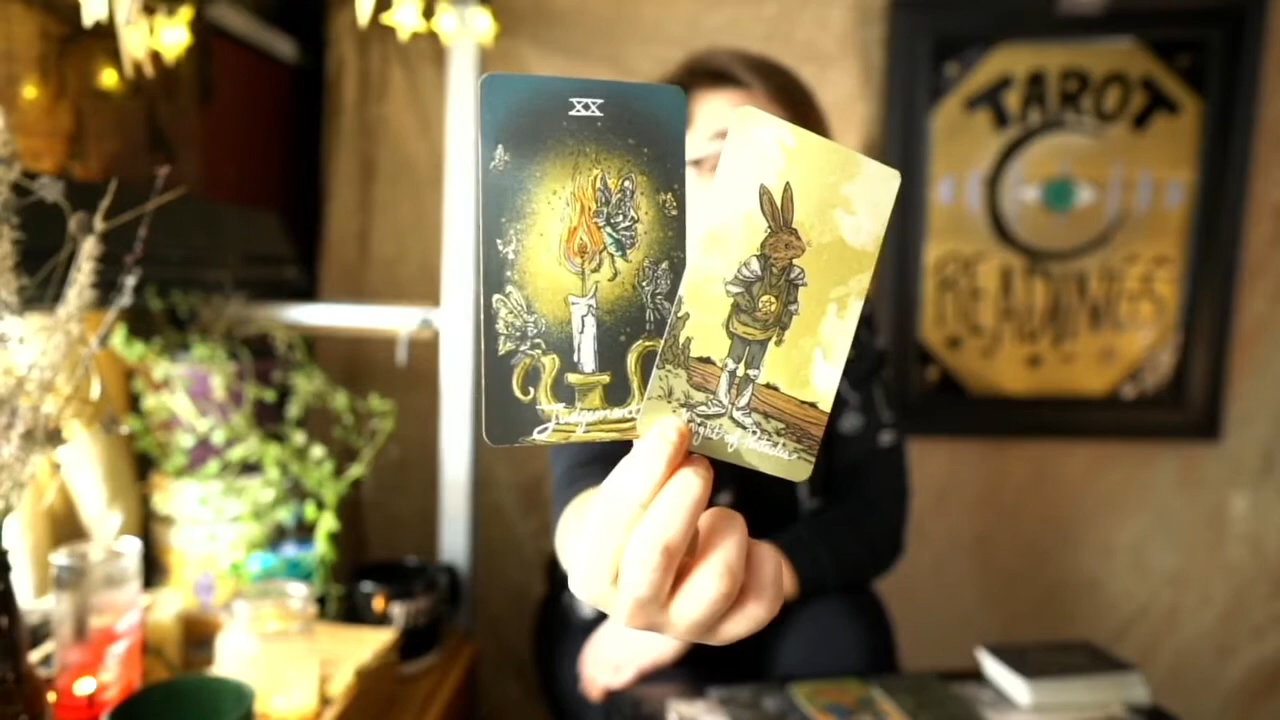 XX
Judgement
Knight of Pentacles
TAROT
READINGS